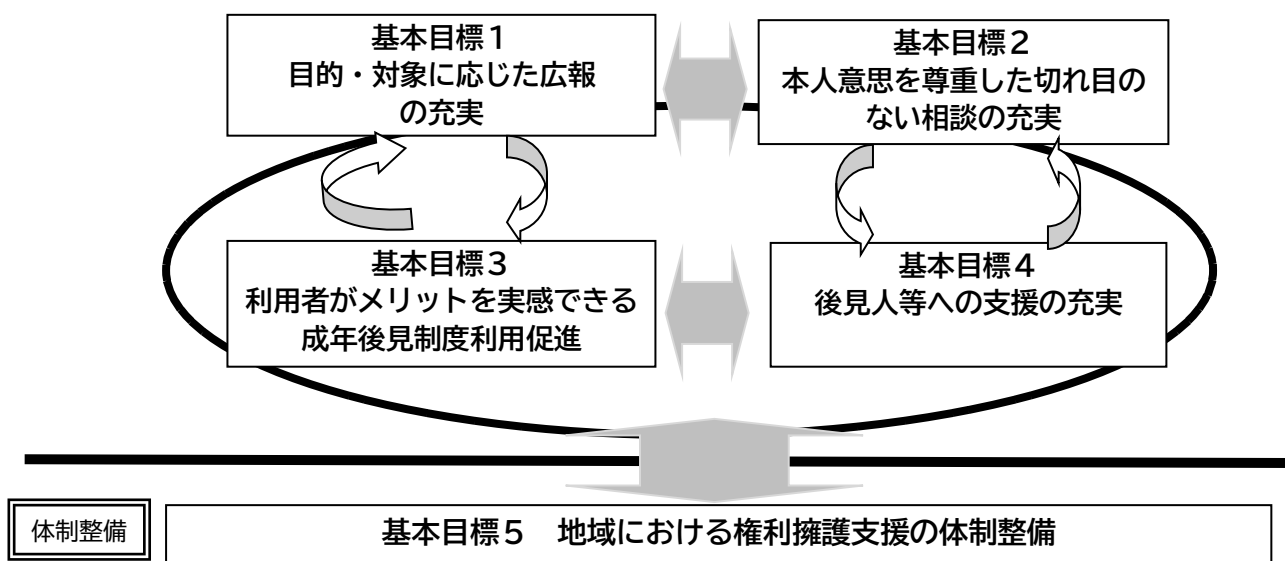 基本目標１
目的・対象に応じた広報
の充実
基本目標２
本人意思を尊重した切れ目の
ない相談の充実
基本目標３
利用者がメリットを実感できる
成年後見制度利用促進
基本目標４
後見人等への支援の充実
体制整備
基本目標５　地域における権利擁護支援の体制整備